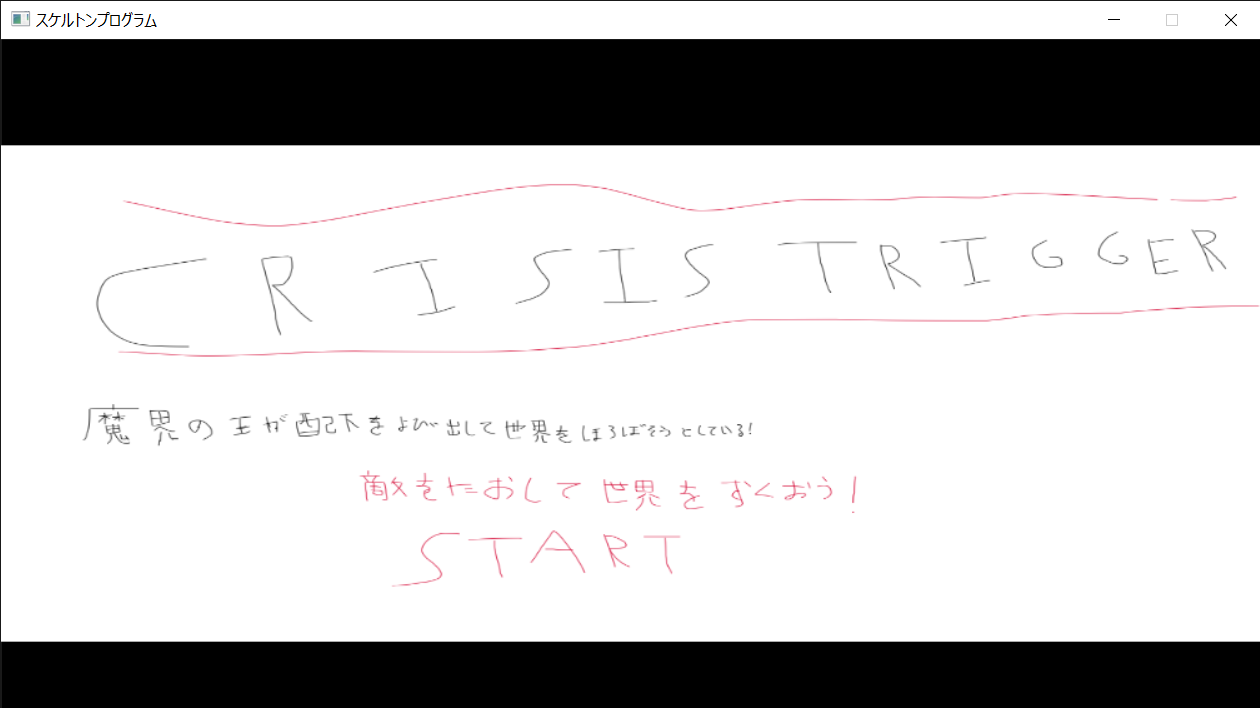 スケルトンプログラム
CRISIS TRIGGER
魔界の王が配下をよび出して世界をほろぼそうとしている!
敵をたおして世界をすくおう!
START